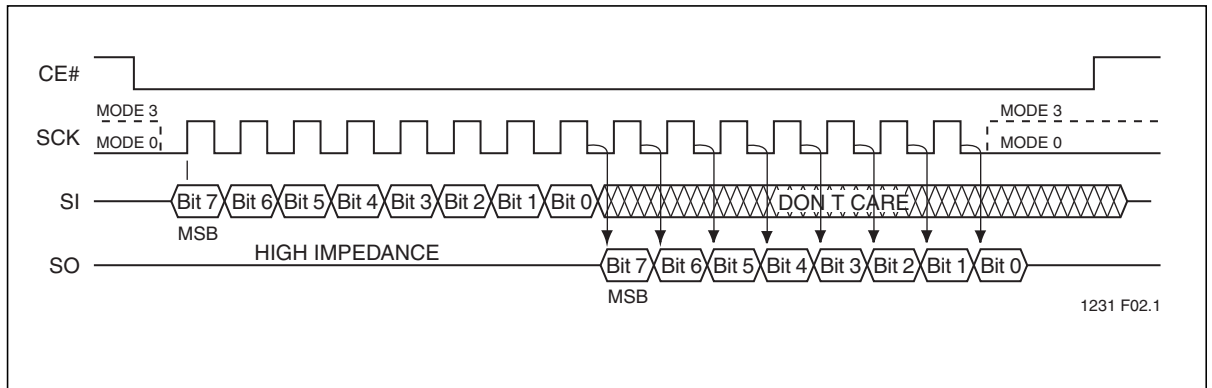 CE#
MODE 3 MODE 3
SCK
MODE 0 MODE 0
SI Bit 7 Bit 6 Bit 5 Bit 4 Bit 3 Bit 2 Bit 1 Bit 0 DON T CARE
MSB
HIGH IMPEDANCE
SO Bit 7 Bit 6 Bit 5 Bit 4 Bit 3 Bit 2 Bit 1 Bit 0
MSB
1231 F02.1